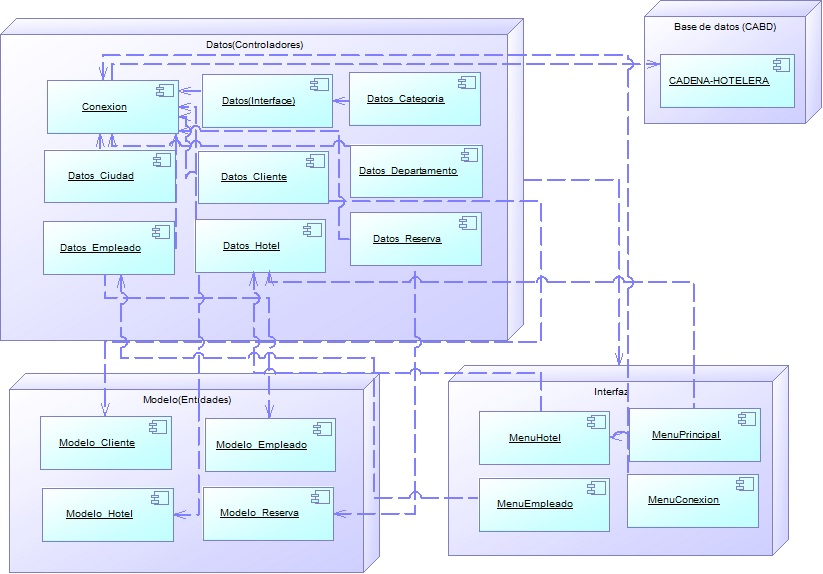 Datos(Controladores)
Base de datos (CABD)
CADENA-HOTELERA
Conexion
Datos(Interface)
Datos_Categoria
Datos_Ciudad
Datos_Cliente
Datos_Departamento
Datos_Empleado
Datos_Hotel
Datos_Reserva
Modelo(Entidades)
Modelo_Cliente
Modelo_Empleado
Modelo_Hotel
Modelo_Reserva
Interfaz
MenuHotel
MenuPrincipal
MenuEmpleado
MenuConexion